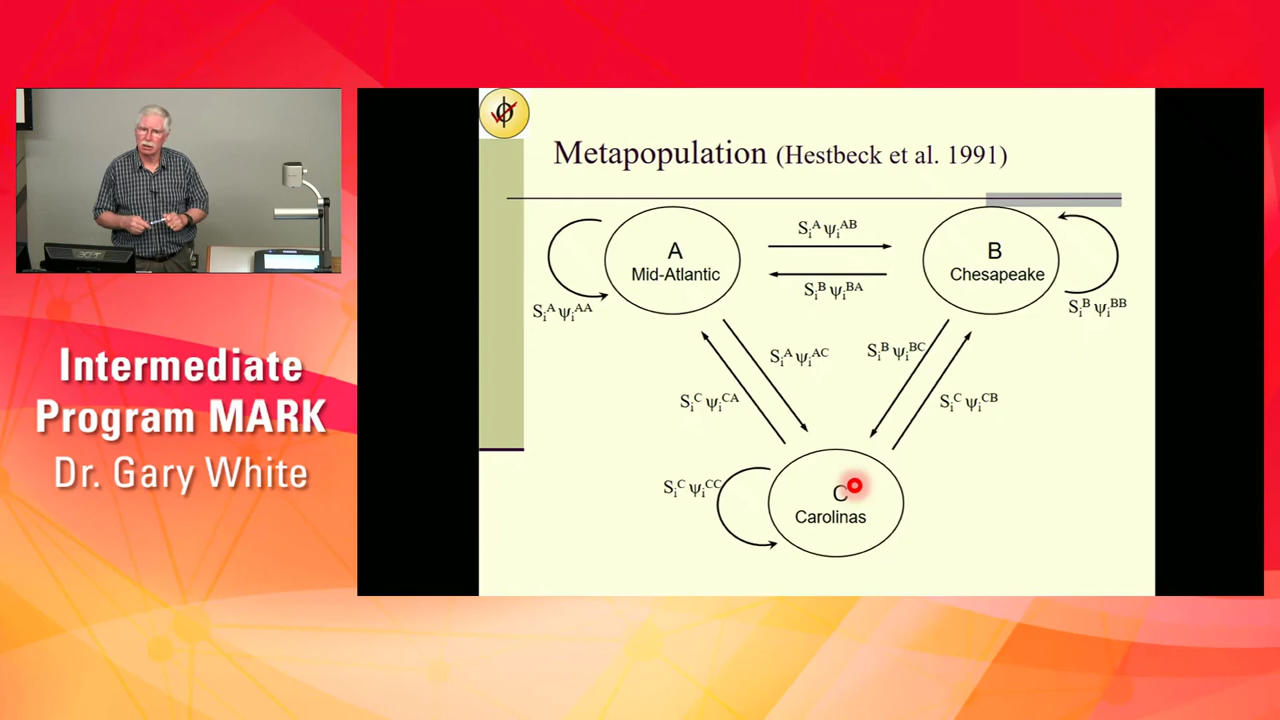 Metapopulation (Hestbeck et al. 1991)
A
Mid-Atlantic
B
Chesapeake
C
Carolinas
Sᵢᴬ ψᵢᴬᴮ
Sᵢᴮ ψᵢᴮᴬ
Sᵢᴬ ψᵢᴬᴬ
Sᵢᴮ ψᵢᴮᴮ
Sᵢᴬ ψᵢᴬC
Sᵢᴮ ψᵢᴮC
SᵢC ψᵢCᴬ
SᵢC ψᵢCᴮ
SᵢC ψᵢCC
Intermediate
Program MARK
Dr. Gary White
acer